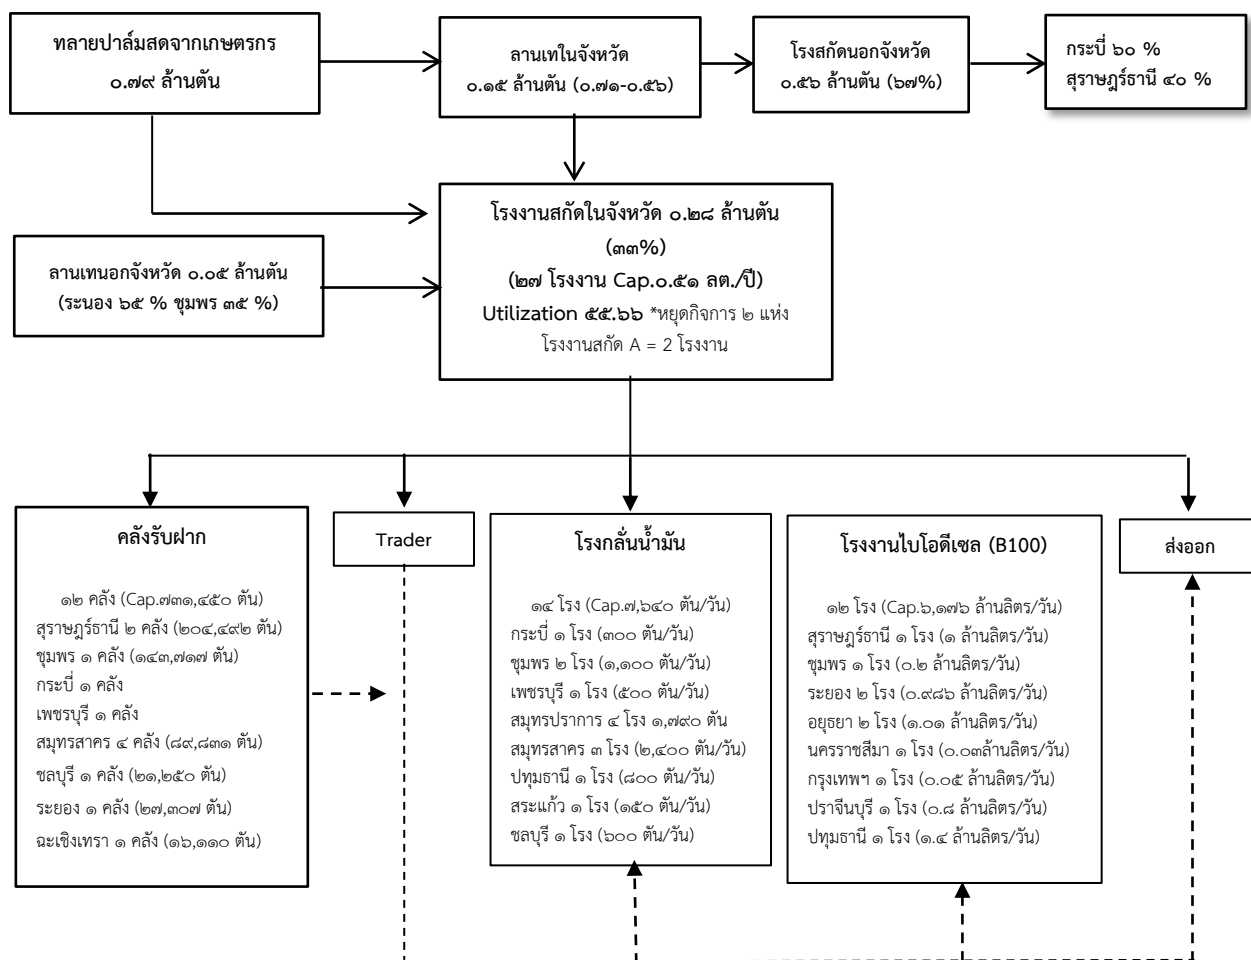 ทลายปาล์มสดจากเกษตรกร
๐.๗๙ ล้านตัน
ลานเทในจังหวัด
๐.๑๕ ล้านตัน (๐.๗๑-๐.๕๖)
โรงสกัดนอกจังหวัด
๐.๕๖ ล้านตัน (๖๗%)
กระบี่ ๖๐ %
สุราษฎร์ธานี ๔๐ %
โรงงานสกัดในจังหวัด ๐.๒๘ ล้านตัน
(๓๓%)
(๒๗ โรงงาน Cap.๐.๕๑ ลต./ปี)
Utilization ๕๕.๖๖ *หยุดกิจการ ๒ แห่ง
โรงงานสกัด A = 2 โรงงาน
ลานเทนอกจังหวัด ๐.๐๕ ล้านตัน
(ระนอง ๖๕ % ชุมพร ๓๕ %)
คลังรับฝาก
๑๒ คลัง (Cap.๗๓๑,๔๕๐ ตัน)
สุราษฎร์ธานี ๒ คลัง (๒๐๔,๔๙๒ ตัน)
ชุมพร ๑ คลัง (๑๔๓,๗๑๗ ตัน)
กระบี่ ๑ คลัง
เพชรบุรี ๑ คลัง
สมุทรสาคร ๔ คลัง (๘๙,๘๓๑ ตัน)
ชลบุรี ๑ คลัง (๒๑,๒๕๐ ตัน)
ระยอง ๑ คลัง (๒๗,๓๐๗ ตัน)
ฉะเชิงเทรา ๑ คลัง (๑๖,๑๑๐ ตัน)
Trader
โรงกลั่นน้ำมัน
๑๔ โรง (Cap.๗,๖๔๐ ตัน/วัน)
กระบี่ ๑ โรง (๓๐๐ ตัน/วัน)
ชุมพร ๒ โรง (๑,๑๐๐ ตัน/วัน)
เพชรบุรี ๑ โรง (๕๐๐ ตัน/วัน)
สมุทรปราการ ๔ โรง ๑,๗๙๐ ตัน
สมุทรสาคร ๓ โรง (๒,๔๐๐ ตัน/วัน)
ปทุมธานี ๑ โรง (๘๐๐ ตัน/วัน)
สระแก้ว ๑ โรง (๑๕๐ ตัน/วัน)
ชลบุรี ๑ โรง (๖๐๐ ตัน/วัน)
โรงงานไบโอดีเซล (B100)
๑๒ โรง (Cap.๖,๑๗๖ ล้านลิตร/วัน)
สุราษฎร์ธานี ๑ โรง (๑ ล้านลิตร/วัน)
ชุมพร ๑ โรง (๐.๒ ล้านลิตร/วัน)
ระยอง ๒ โรง (๐.๙๘๖ ล้านลิตร/วัน)
อยุธยา ๒ โรง (๑.๐๑ ล้านลิตร/วัน)
นครราชสีมา ๑ โรง (๐.๐๓ล้านลิตร/วัน)
กรุงเทพฯ ๑ โรง (๐.๐๕ ล้านลิตร/วัน)
ปราจีนบุรี ๑ โรง (๐.๘ ล้านลิตร/วัน)
ปทุมธานี ๑ โรง (๑.๔ ล้านลิตร/วัน)
ส่งออก